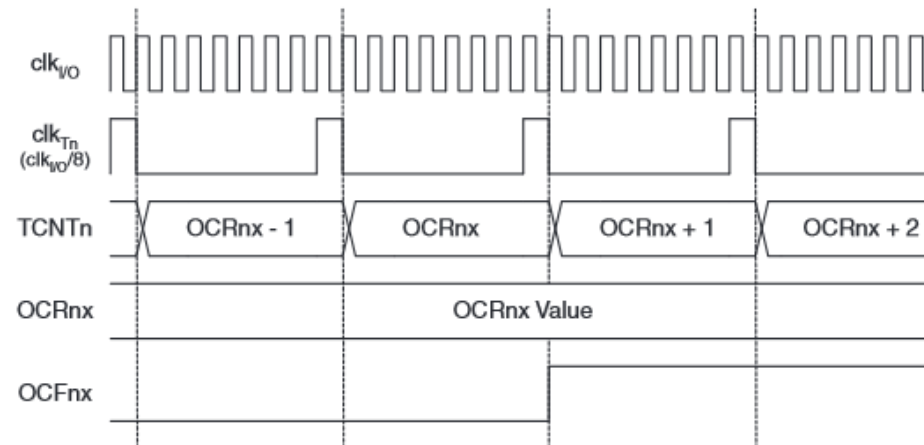 clkI/O
clkTn
(clkI/O/8)
TCNTn OCRnx - 1 OCRnx OCRnx + 1 OCRnx + 2
OCRnx OCRnx Value
OCFnx